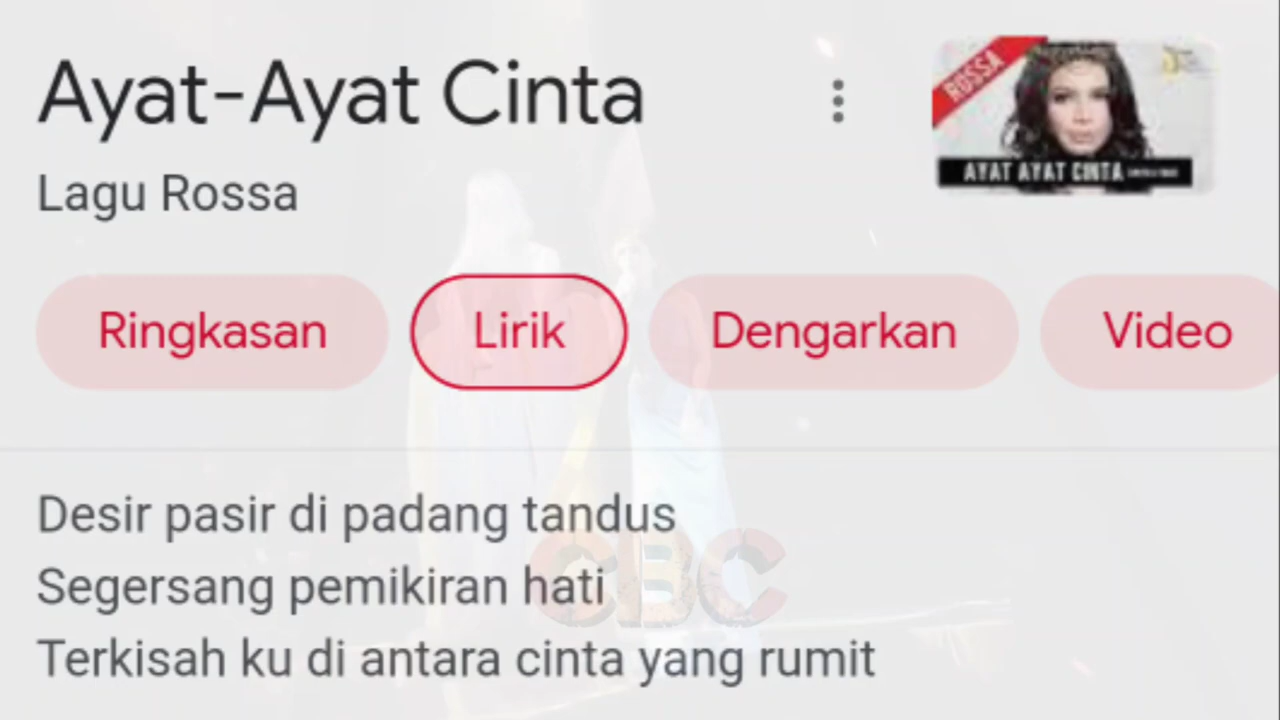 Ayat-Ayat Cinta
ROSSA
AYAT AYAT CINTA
Lagu Rossa
Ringkasan
Lirik
Dengarkan
Video
Desir pasir di padang tandus
Segersang pemikiran hati
CBC
Terkisah ku di antara cinta yang rumit